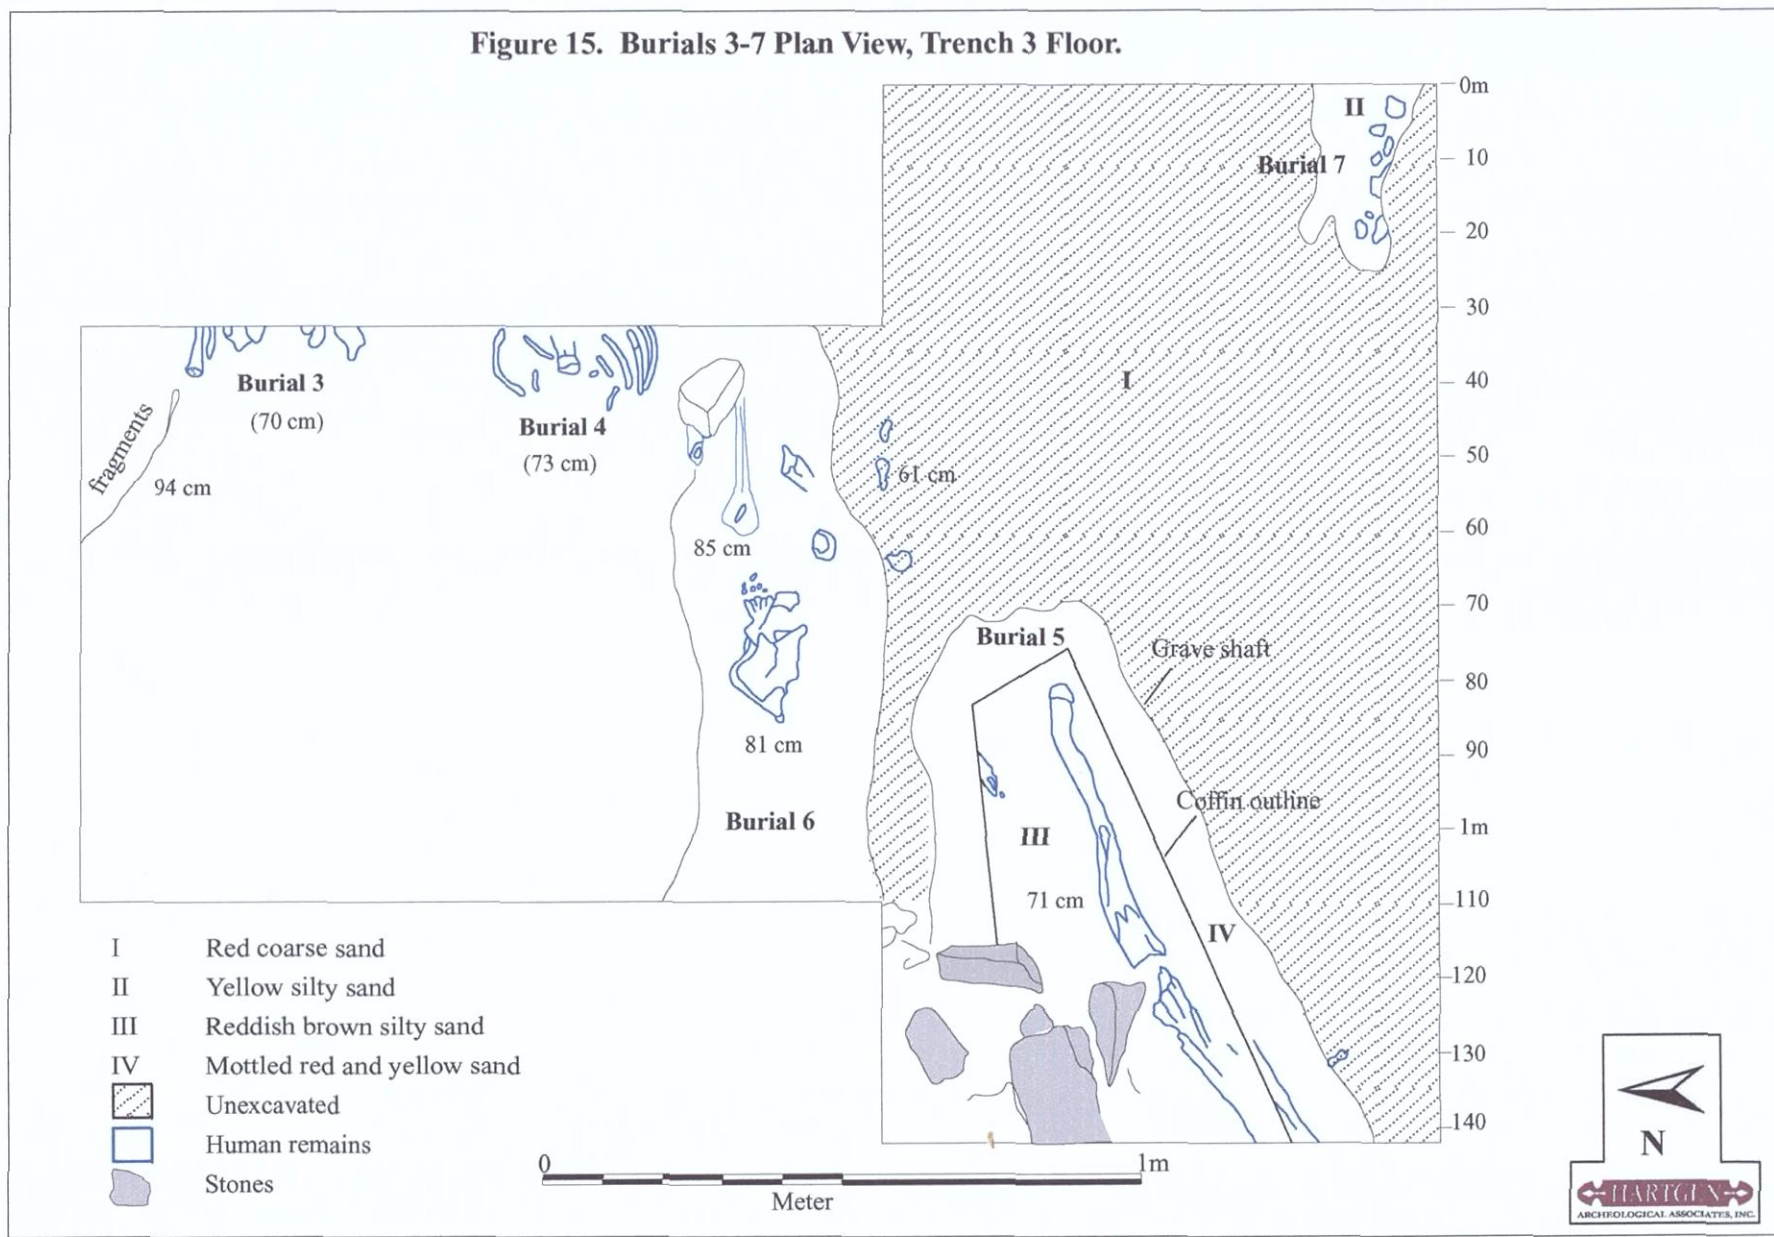 Figure 15. Burials 3-7 Plan View, Trench 3 Floor.
0m
II
10
Burial 7
20
30
Burial 3
(70 cm)
Burial 4
(73 cm)
I
40
fragments
94 cm
50
61 cm
60
85 cm
70
Burial 5
Grave shaft
80
81 cm
90
Coffin outline
Burial 6
III
1m
71 cm
110
IV
120
130
140
I Red coarse sand
II Yellow silty sand
III Reddish brown silty sand
IV Mottled red and yellow sand
Unexcavated
Human remains
Stones
0 1m
Meter
N
HARTGEN
ARCHEOLOGICAL ASSOCIATES, INC.